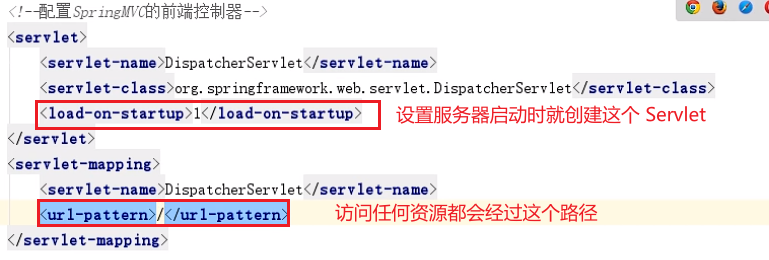 <!--配置SpringMVC的前端控制器-->
<servlet>
<servlet-name>DispatcherServlet</servlet-name>
<servlet-class>org.springframework.web.servlet.DispatcherServlet</servlet-class>
<load-on-startup>1</load-on-startup> 设置服务器启动时就创建这个 Servlet
</servlet>
<servlet-mapping>
<servlet-name>DispatcherServlet</servlet-name>
<url-pattern>/</url-pattern> 访问任何资源都会经过这个路径
</servlet-mapping>